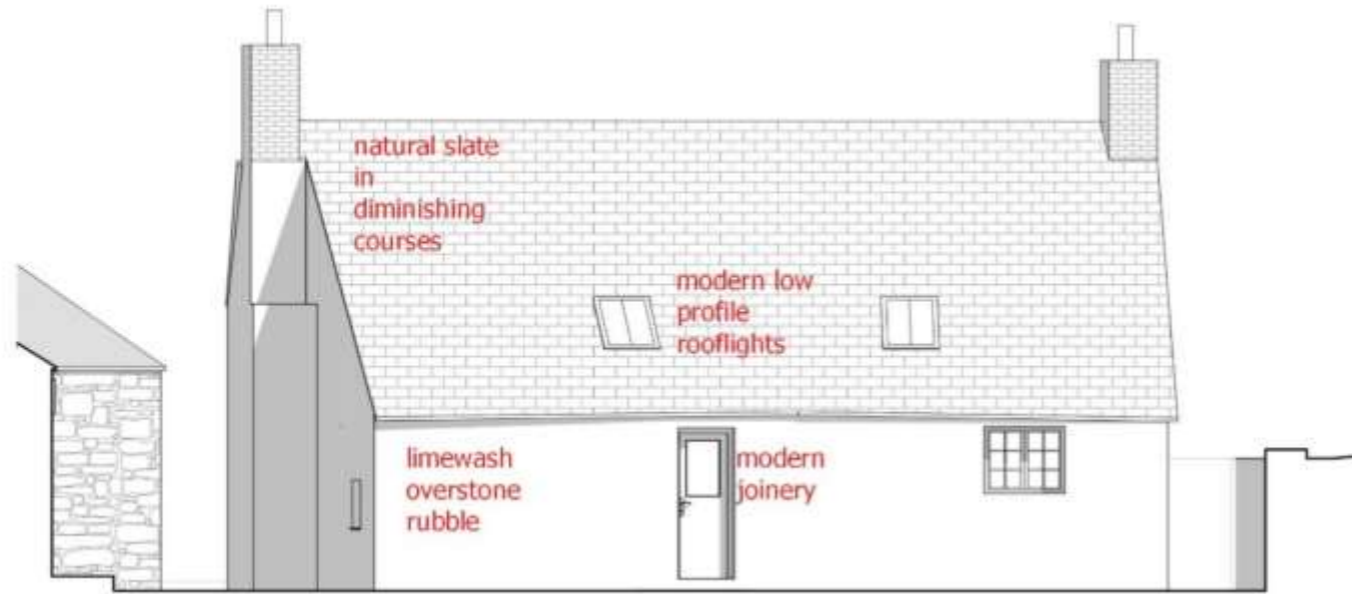 natural slate
in
diminishing
courses
modern low
profile
rooflights
limewash
overstone
rubble
modern
joinery